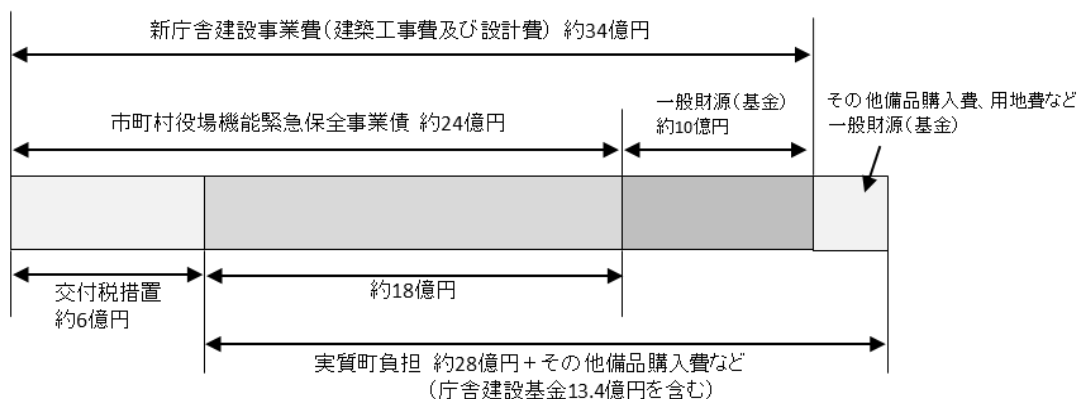 新庁舎建設事業費(建築工事費及び設計費) 約34億円
市町村役場機能緊急保全事業債 約24億円
一般財源(基金)
約10億円
その他備品購入費、用地費など
一般財源(基金)
交付税措置
約6億円
約18億円
実質町負担 約28億円+その他備品購入費など
(庁舎建設基金13.4億円を含む)